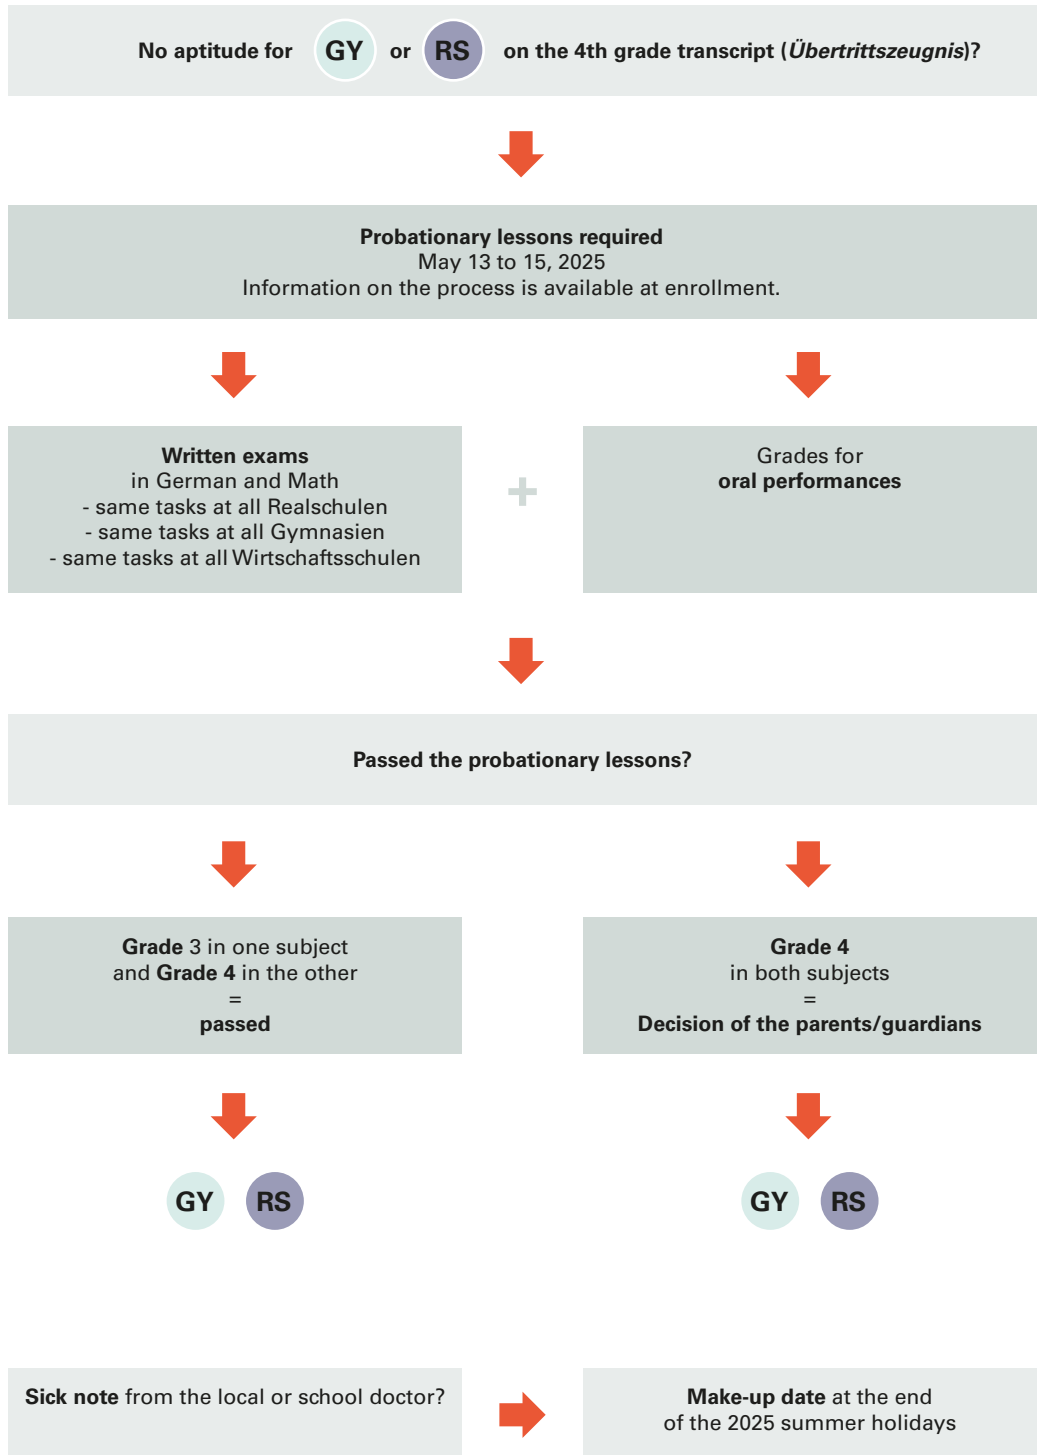 No aptitude for GY or RS on the 4th grade transcript (Übertrittszeugnis)?
Probationary lessons required
May 13 to 15, 2025
Information on the process is available at enrollment.
Written exams
in German and Math
- same tasks at all Realschulen
- same tasks at all Gymnasien
- same tasks at all Wirtschaftsschulen
+
Grades for
oral performances
Passed the probationary lessons?
Grade 3 in one subject
and Grade 4 in the other
=
passed
Grade 4
in both subjects
=
Decision of the parents/guardians
GY RS
GY RS
Sick note from the local or school doctor?
Make-up date at the end
of the 2025 summer holidays